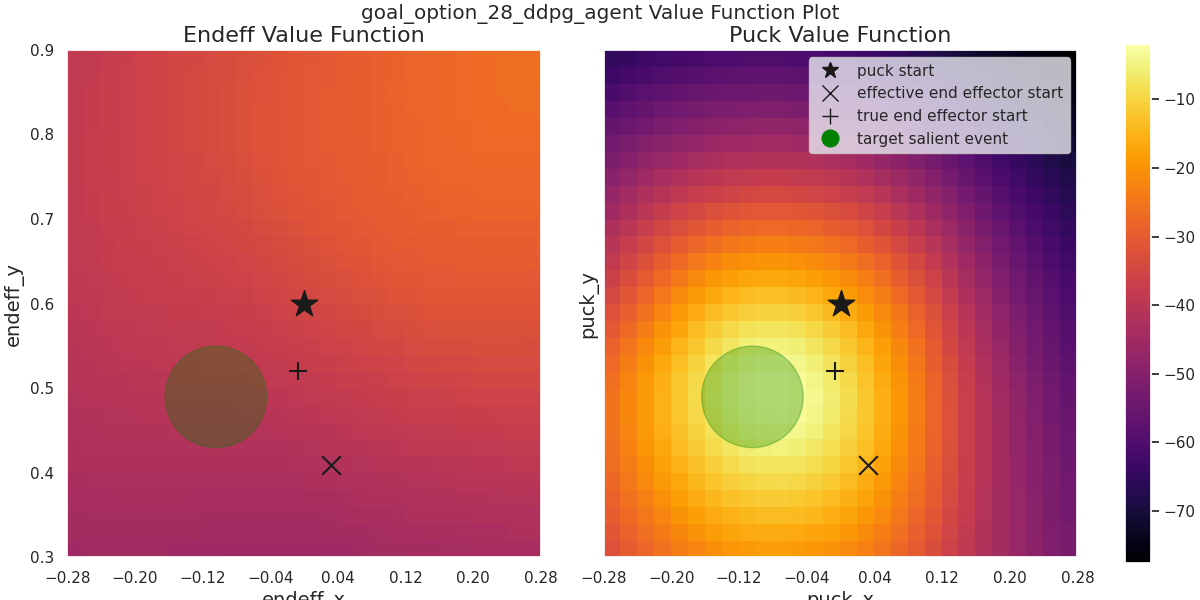 goal_option_28_ddpg_agent Value Function Plot
Endeff Value Function
Puck Value Function
0.9
0.8
0.7
0.6
0.5
0.4
0.3
endeff_y
−0.28 −0.20 −0.12 −0.04 0.04 0.12 0.20 0.28
endeff_x
puck_y
puck start
effective end effector start
true end effector start
target salient event
−0.28 −0.20 −0.12 −0.04 0.04 0.12 0.20 0.28
puck_x
−10
−20
−30
−40
−50
−60
−70